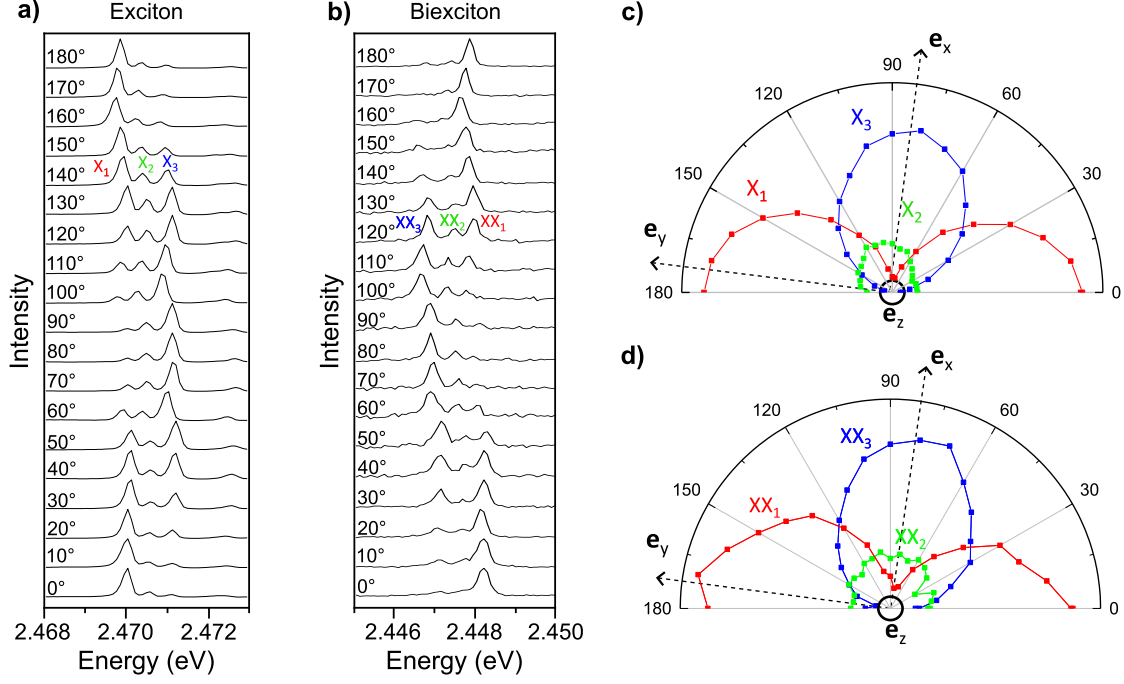 a)
Exciton
180°
170°
160°
150°
X1 X2 X3
140°
130°
120°
110°
100°
90°
80°
70°
60°
50°
40°
30°
20°
10°
0°
Intensity
2.468 2.470 2.472
Energy (eV)
b)
Biexciton
180°
170°
160°
150°
140°
130°
XX3 XX2 XX1
120°
110°
100°
90°
80°
70°
60°
50°
40°
30°
20°
10°
0°
Intensity
2.446 2.448 2.450
Energy (eV)
c)
ex
90
120 60
X3
150 X1 X2 30
ey
180 0
ez
d)
ex
90
120 60
XX3
150 XX1 30
XX2
ey
180 0
ez